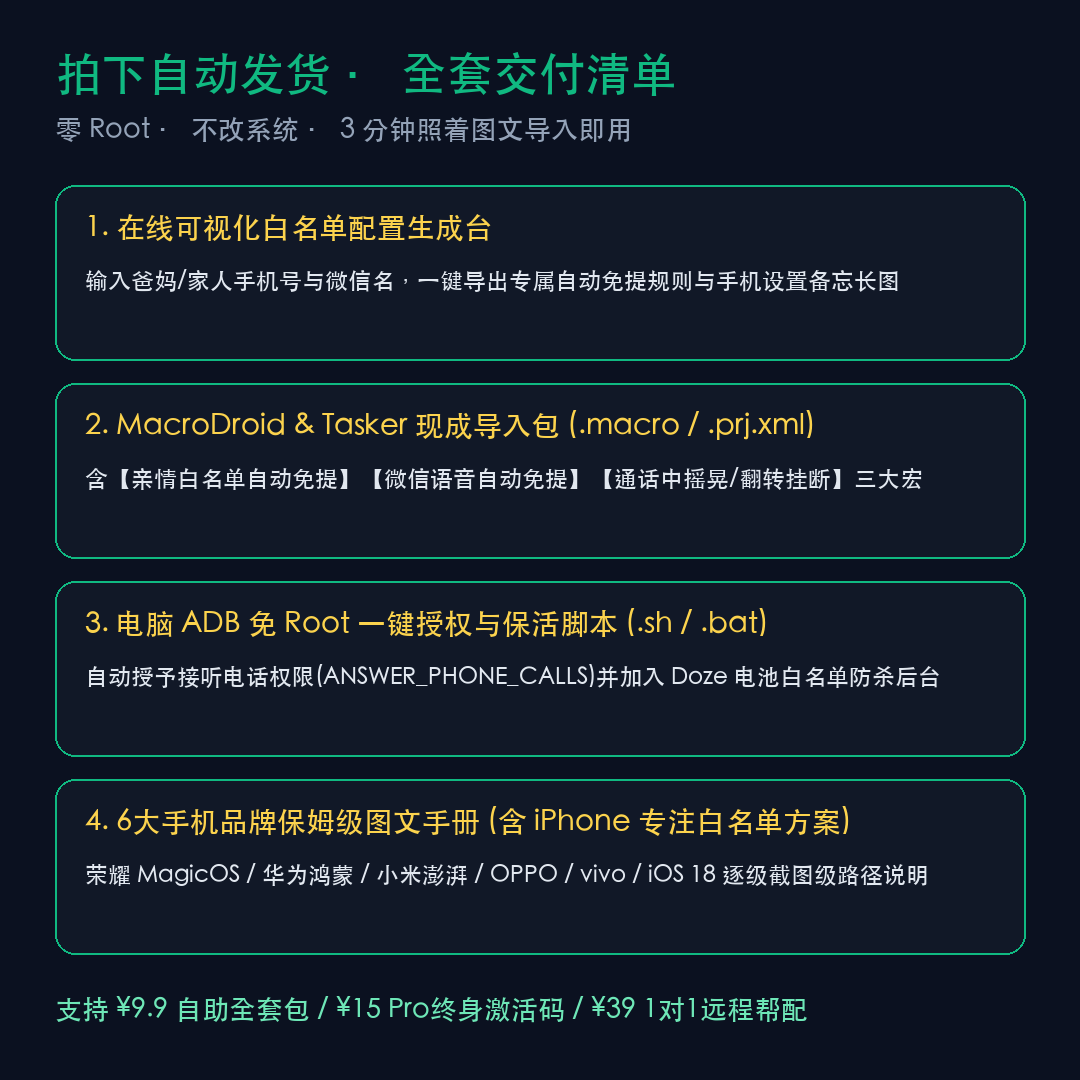 拍下自动发货 · 全套交付清单
零 Root · 不改系统 · 3 分钟照着图文导入即用
1. 在线可视化白名单配置生成台
输入爸妈/家人手机号与微信名，一键导出专属自动免提规则与手机设置备忘长图
2. MacroDroid & Tasker 现成导入包 (.macro / .prj.xml)
含【亲情白名单自动免提】【微信语音自动免提】【通话中摇晃/翻转挂断】三大宏
3. 电脑 ADB 免 Root 一键授权与保活脚本 (.sh / .bat)
自动授予接听电话权限(ANSWER_PHONE_CALLS)并加入 Doze 电池白名单防杀后台
4. 6大手机品牌保姆级图文手册 (含 iPhone 专注白名单方案)
荣耀 MagicOS / 华为鸿蒙 / 小米澎湃 / OPPO / vivo / iOS 18 逐级截图级路径说明
支持 ¥9.9 自助全套包 / ¥15 Pro终身激活码 / ¥39 1对1远程帮配